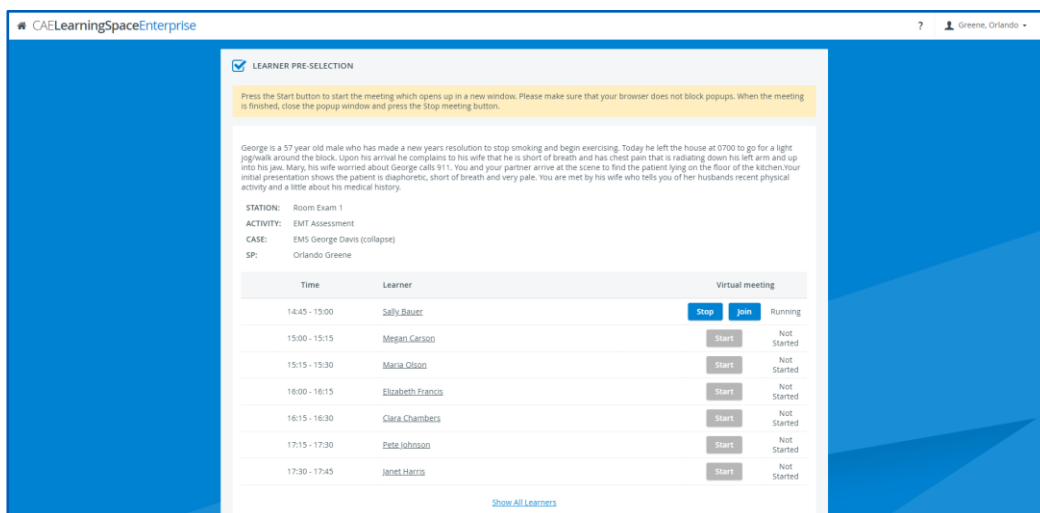 CAELearningSpaceEnterprise ? Greene, Orlando
LEARNER PRE-SELECTION
Press the Start button to start the meeting which opens up in a new window. Please make sure that your browser does not block popups. When the meeting
is finished, close the popup window and press the Stop meeting button.
George is a 57 year old male who has made a new years resolution to stop smoking and begin exercising. Today he left the house at 0700 to go for a light
jog/walk around the block. Upon his arrival he complains to his wife that he is short of breath and has chest pain that is radiating down his left arm and up
into his jaw. Mary, his wife worried about George calls 911. You and your partner arrive at the scene to find the patient lying on the floor of the kitchen.Your
initial presentation shows the patient is diaphoretic, short of breath and very pale. You are met by his wife who tells you of her husbands recent physical
activity and a little about his medical history.
STATION: Room Exam 1
ACTIVITY: EMT Assessment
CASE: EMS George Davis (collapse)
SP: Orlando Greene
Time Learner Virtual meeting
14:45 - 15:00 Sally Bauer Stop Join Running
15:00 - 15:15 Megan Carson Start Not Started
15:15 - 15:30 Maria Olson Start Not Started
16:00 - 16:15 Elizabeth Francis Start Not Started
16:15 - 16:30 Clara Chambers Start Not Started
17:15 - 17:30 Pete Johnson Start Not Started
17:30 - 17:45 Janet Harris Start Not Started
Show All Learners